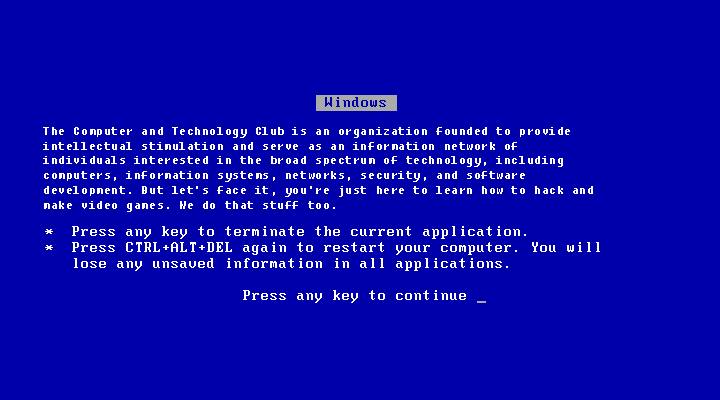 Windows
The Computer and Technology Club is an organization founded to provide
intellectual stimulation and serve as an information network of
individuals interested in the broad spectrum of technology, including
computers, information systems, networks, security, and software
development. But let's face it, you're just here to learn how to hack and
make video games. We do that stuff too.
* Press any key to terminate the current application.
* Press CTRL+ALT+DEL again to restart your computer. You will
lose any unsaved information in all applications.
Press any key to continue _